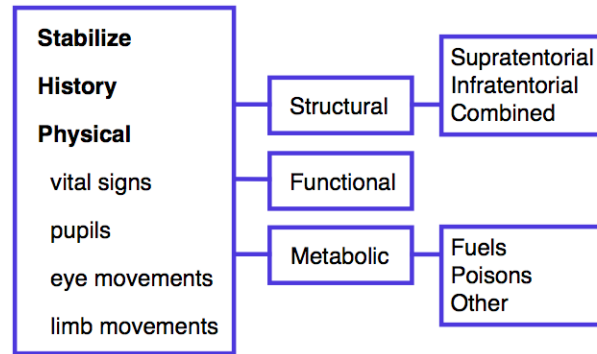 Stabilize
History
Physical
vital signs
pupils
eye movements
limb movements
Structural
Functional
Metabolic
Supratentorial
Infratentorial
Combined
Fuels
Poisons
Other